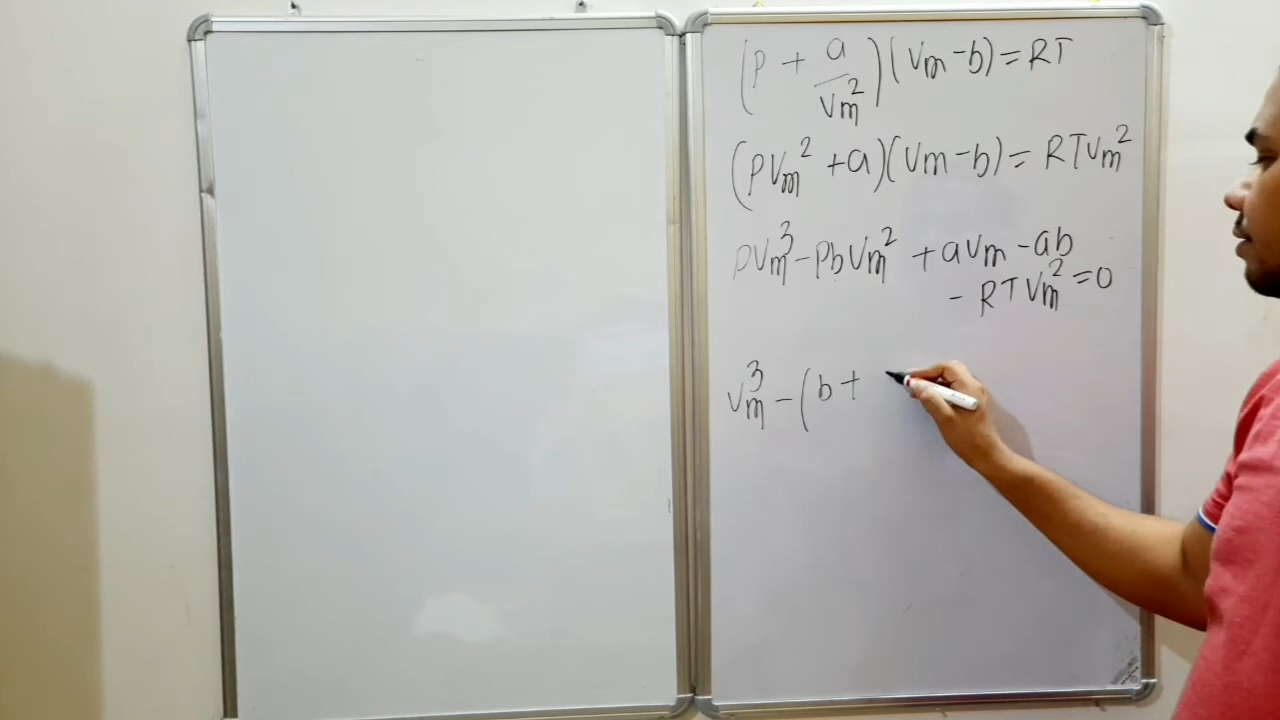 (P + a/Vm²)(Vm-b)=RT
(PVm²+a)(Vm-b)= RTVm²
PVm³-PbVm² +aVm-ab
- RTVm²=0
Vm³-(b+